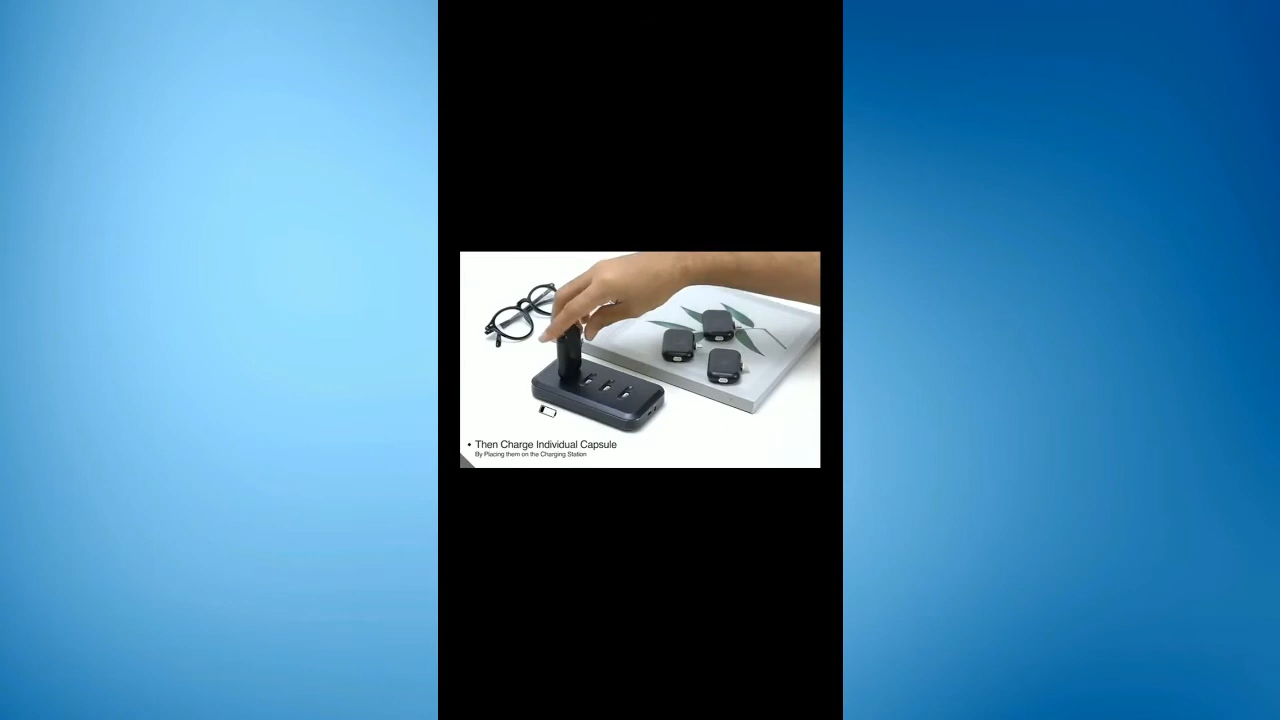 • Then Charge Individual Capsule
By Placing them on the Charging Station